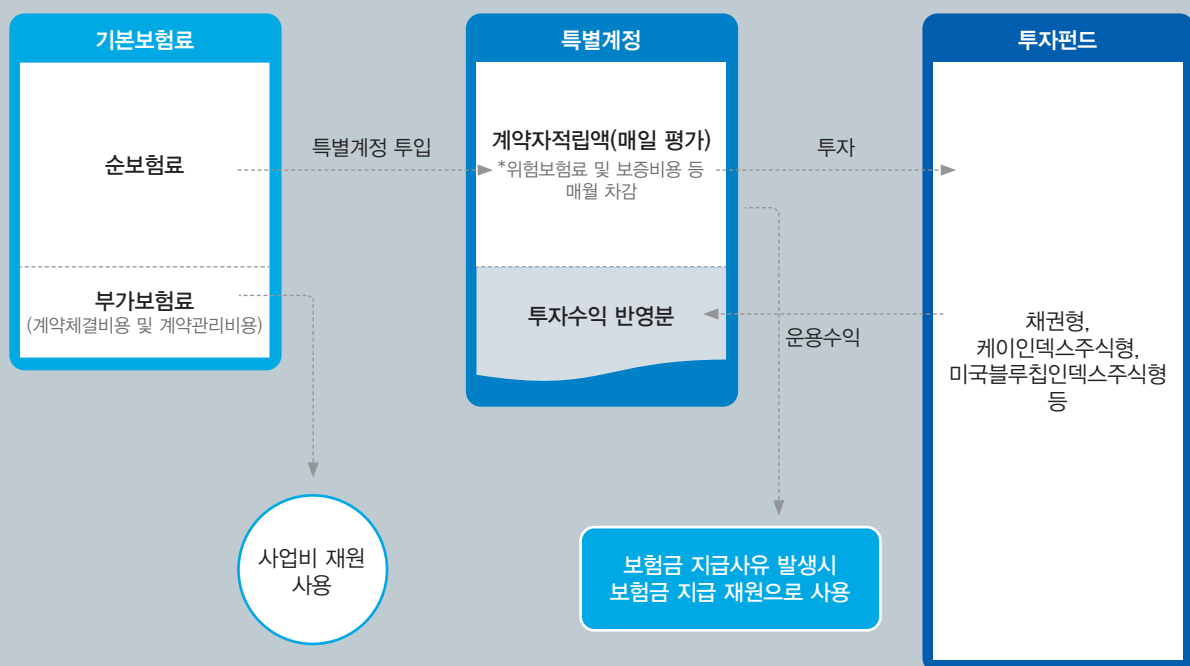 기본보험료
순보험료
부가보험료
(계약체결비용 및 계약관리비용)
특별계정 투입
사업비 재원
사용
특별계정
계약자적립액(매일 평가)
*위험보험료 및 보증비용 등
매월 차감
투자수익 반영분
투자
운용수익
보험금 지급사유 발생시
보험금 지급 재원으로 사용
투자펀드
채권형,
케이인덱스주식형,
미국블루칩인덱스주식형
등